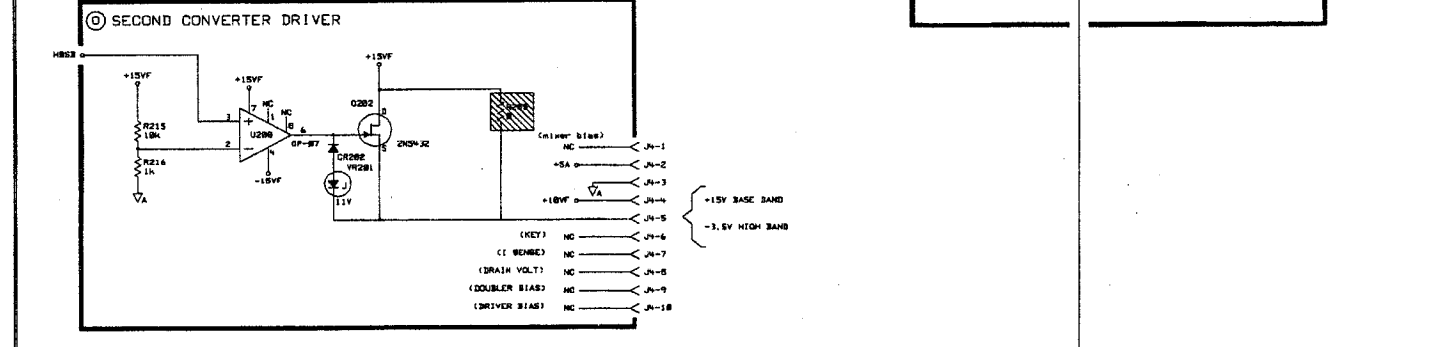 O SECOND CONVERTER DRIVER
HBSB
+15VF
+15VF
+15VF
NC
NC
7
1
8
3
+
U200
6
OP-07
2
−
4
-15VF
R215
10K
R216
1K
A
Q202
D
S
2N5432
CR202
VR201
11V
(mixer bias)
NC J4-1
+5A J4-2
A J4-3
+10VF J4-4
J4-5
+15V BASE BAND
-3.5V HIGH BAND
(KEY) NC J4-6
(I SENSE) NC J4-7
(DRAIN VOLT) NC J4-8
(DOUBLER BIAS) NC J4-9
(DRIVER BIAS) NC J4-10